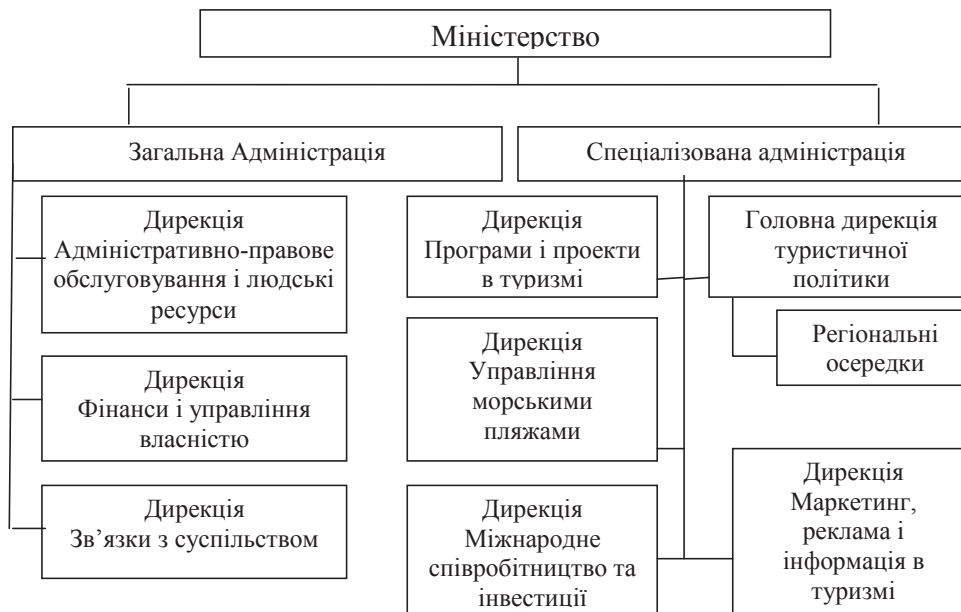 Міністерство
Загальна Адміністрація
Спеціалізована адміністрація
Дирекція
Адміністративно-правове
обслуговування і людські
ресурси
Дирекція
Фінанси і управління
власністю
Дирекція
Зв’язки з суспільством
Дирекція
Програми і проекти
в туризмі
Дирекція
Управління
морськими
пляжами
Дирекція
Міжнародне
співробітництво та
інвестиції
Головна дирекція
туристичної
політики
Регіональні
осередки
Дирекція
Маркетинг,
реклама і
інформація в
туризмі